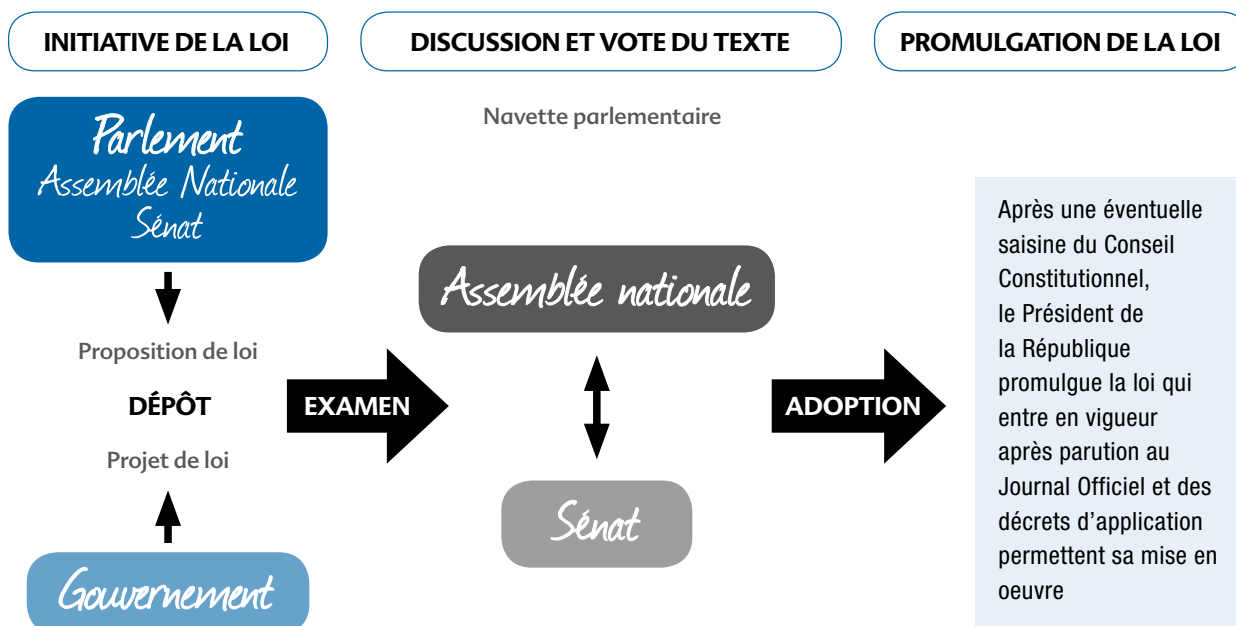 INITIATIVE DE LA LOI
DISCUSSION ET VOTE DU TEXTE
PROMULGATION DE LA LOI
Parlement
Assemblée Nationale
Sénat
Proposition de loi
DÉPÔT
Projet de loi
Gouvernement
EXAMEN
Navette parlementaire
Assemblée nationale
Sénat
ADOPTION
Après une éventuelle
saisine du Conseil
Constitutionnel,
le Président de
la République
promulgue la loi qui
entre en vigueur
après parution au
Journal Officiel et des
décrets d'application
permettent sa mise en
oeuvre